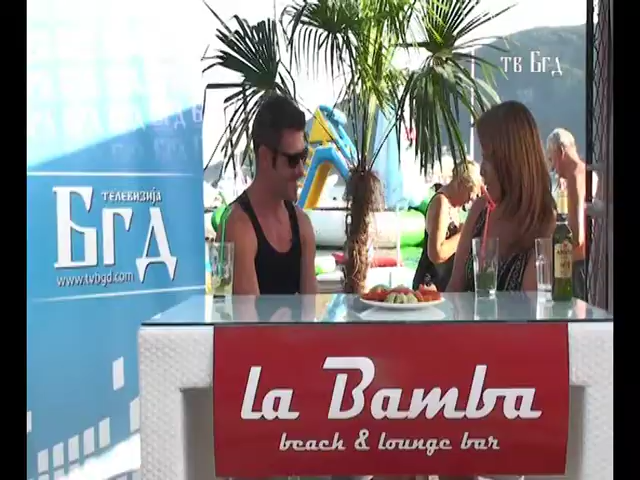 тв Бгд
ТЕЛЕВИЗИЈА
БгД
www.tvbgd.com
la Bamba
beach & lounge bar